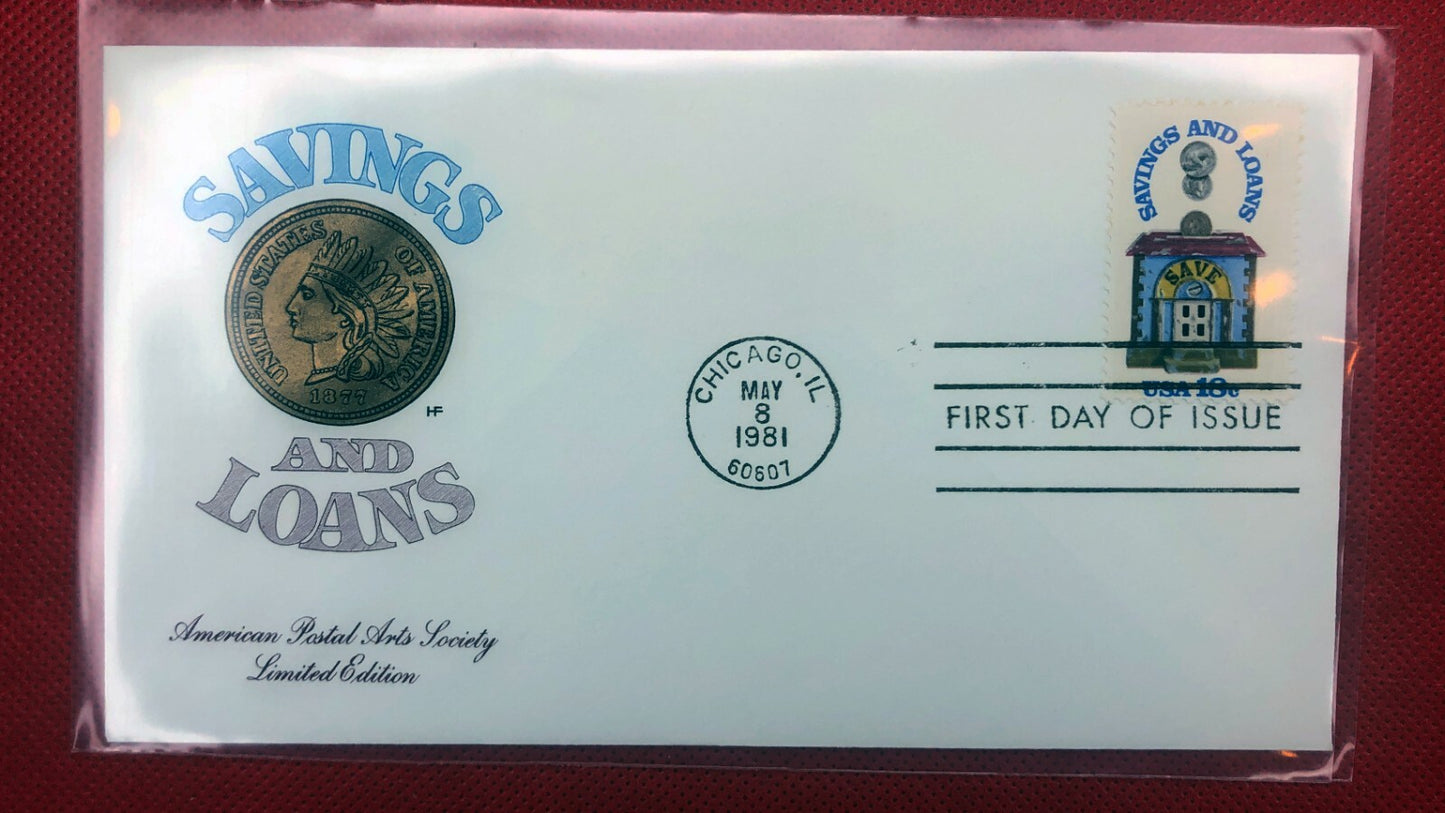 SAVINGS
UNITED STATES OF AMERICA
1877
HF
AND
LOANS
American Postal Arts Society
Limited Edition
CHICAGO, IL
MAY
8
1981
60607
SAVINGS AND LOANS
SAVE
USA 18c
FIRST DAY OF ISSUE